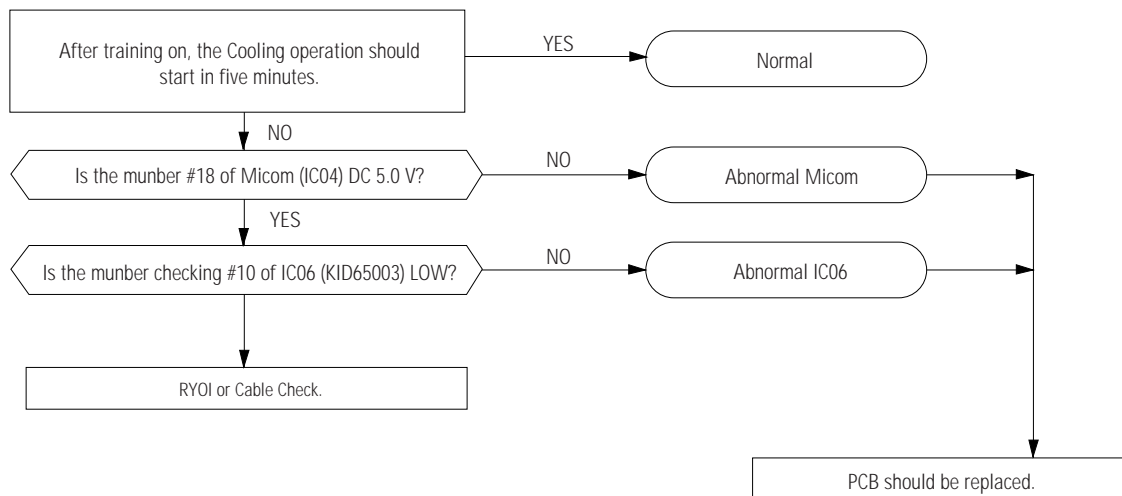 After training on, the Cooling operation should
start in five minutes.
YES
Normal
NO
Is the munber #18 of Micom (IC04) DC 5.0 V?
NO
Abnormal Micom
YES
Is the munber checking #10 of IC06 (KID65003) LOW?
NO
Abnormal IC06
RYOI or Cable Check.
PCB should be replaced.